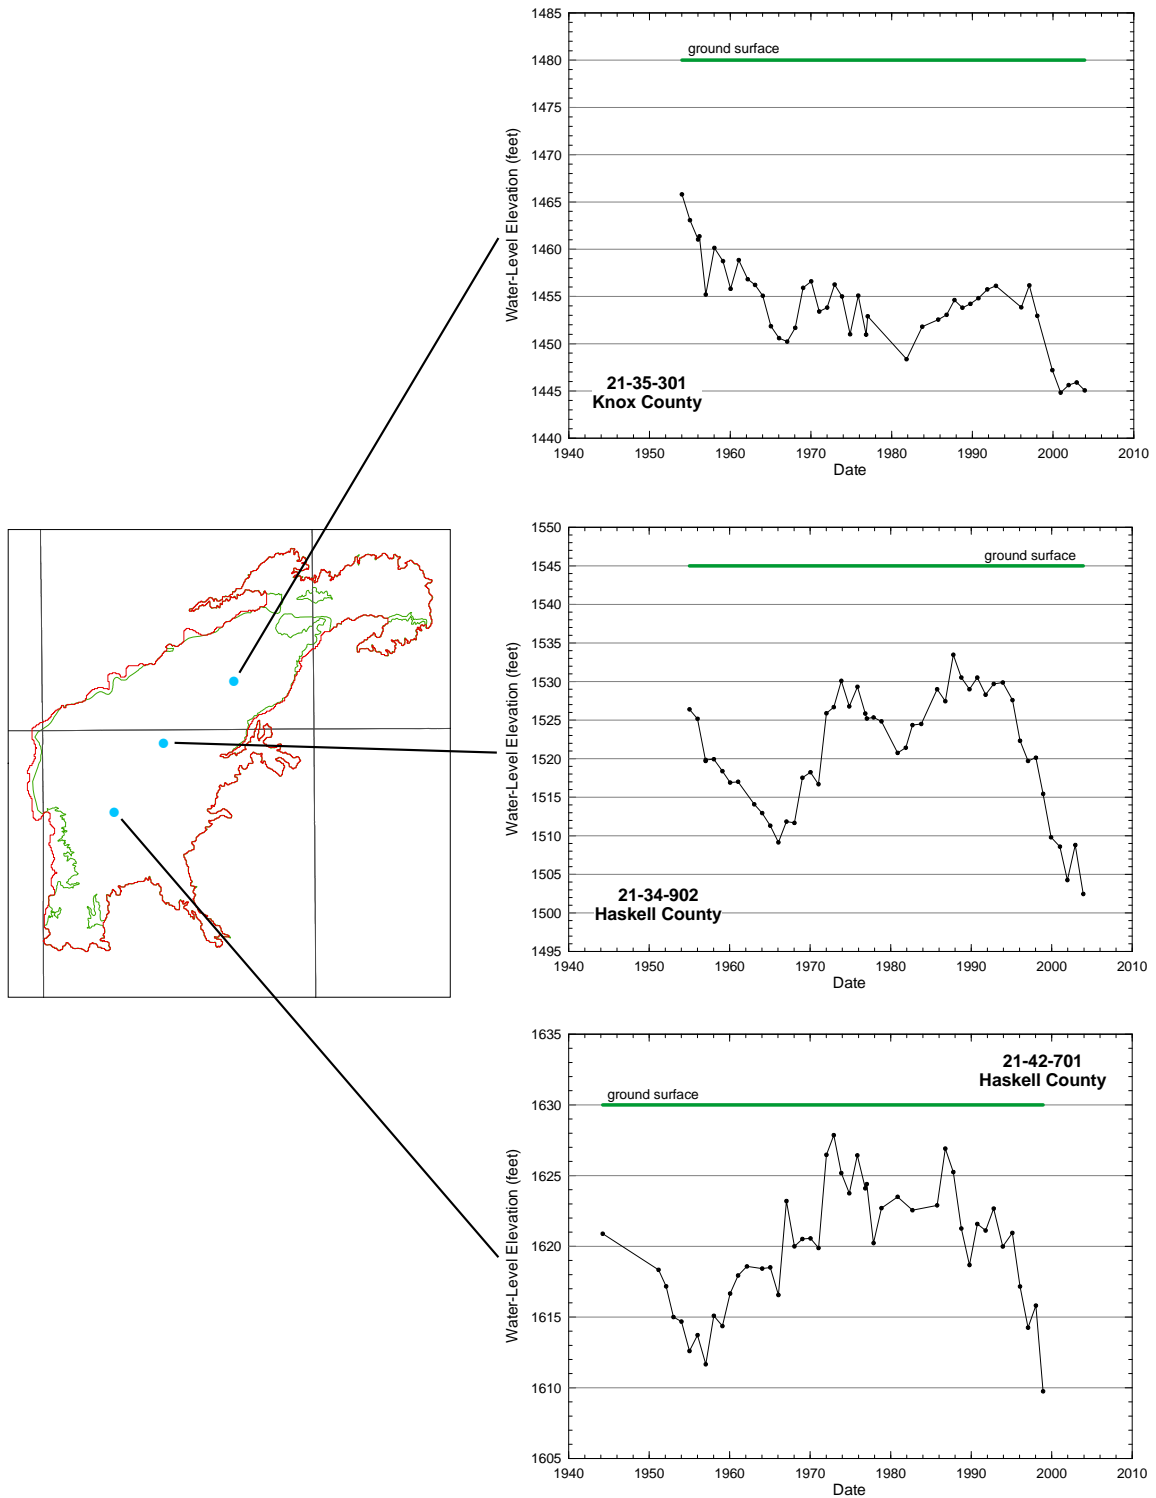 1485
1480
1475
1470
1465
1460
1455
1450
1445
1440
Water-Level Elevation (feet)
ground surface
21-35-301
Knox County
1940 1950 1960 1970 1980 1990 2000 2010
Date
1550
1545
1540
1535
1530
1525
1520
1515
1510
1505
1500
1495
Water-Level Elevation (feet)
ground surface
21-34-902
Haskell County
1940 1950 1960 1970 1980 1990 2000 2010
Date
1635
1630
1625
1620
1615
1610
1605
Water-Level Elevation (feet)
21-42-701
Haskell County
ground surface
1940 1950 1960 1970 1980 1990 2000 2010
Date